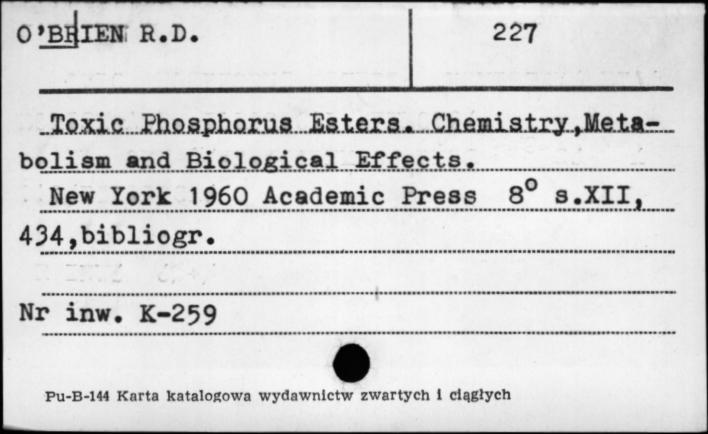 O'BRIEN R.D.
227
Toxic Phosphorus Esters. Chemistry,Meta-
bolism and Biological Effects.
New York 1960 Academic Press 8° s.XII,
434,bibliogr.
Nr inw. K-259
Pu-B-144 Karta katalogowa wydawnictw zwartych i ciągłych